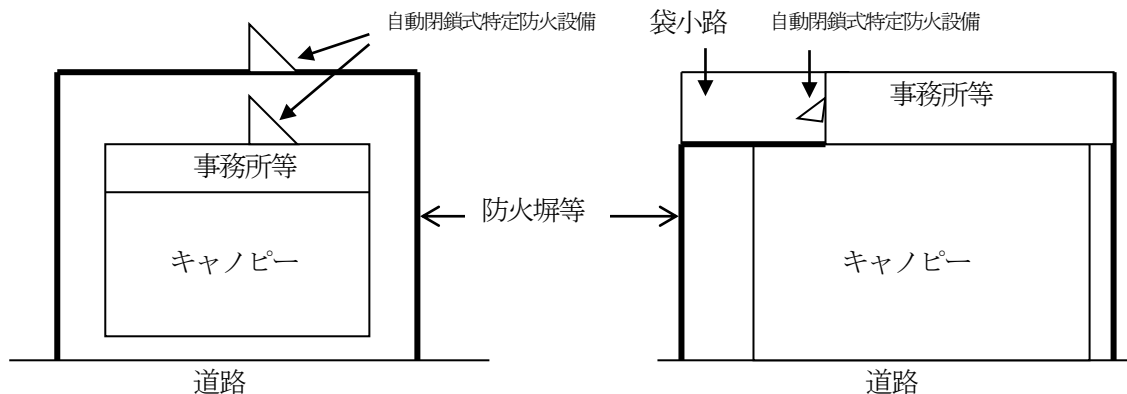 自動閉鎖式特定防火設備
袋小路
自動閉鎖式特定防火設備
事務所等
事務所等
防火塀等
キャノピー
キャノピー
道路
道路